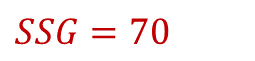 SSG = 70